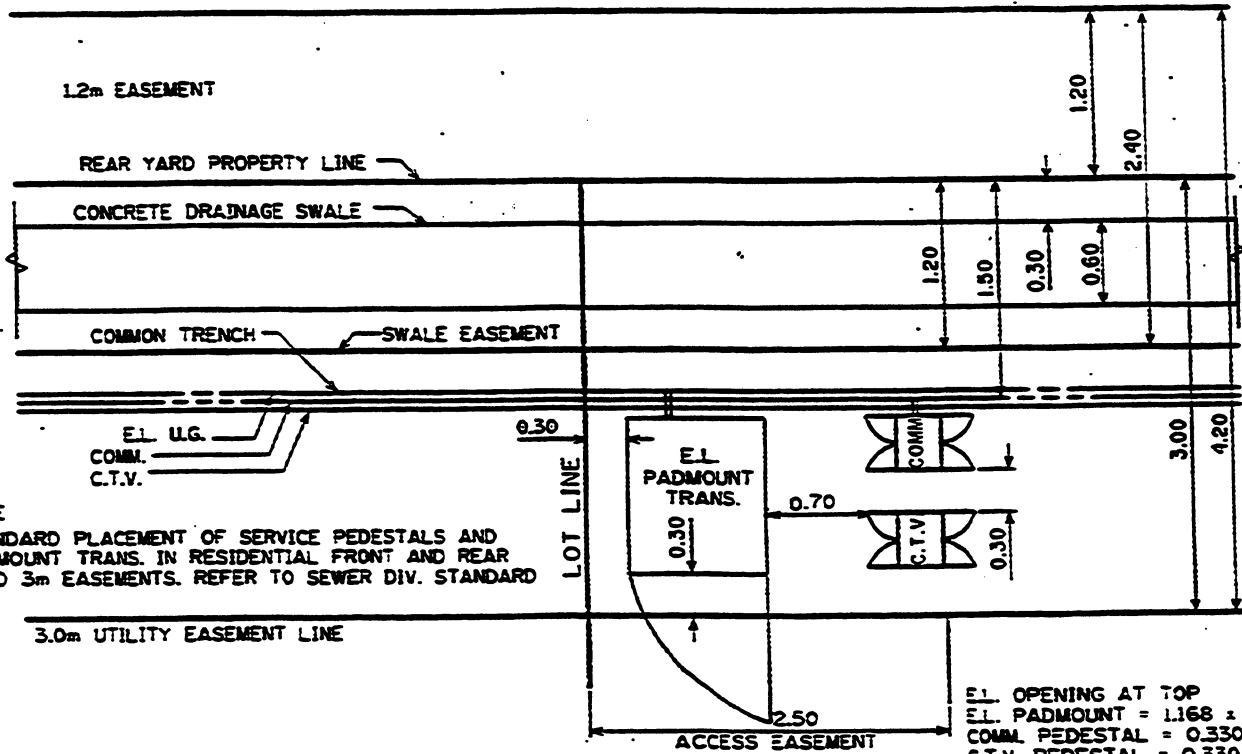 1.2m EASEMENT
1.20
2.40
REAR YARD PROPERTY LINE
CONCRETE DRAINAGE SWALE
1.20
1.50
0.30
0.60
COMMON TRENCH
SWALE EASEMENT
3.00
4.20
E.L. U.G.
COMM.
C.T.V.
0.30
LOT LINE
E.L.
PADMOUNT
TRANS.
0.30
0.70
COMM
C.T.V.
0.30
E
NDARD PLACEMENT OF SERVICE PEDESTALS AND
MOUNT TRANS. IN RESIDENTIAL FRONT AND REAR
D 3m EASEMENTS. REFER TO SEWER DIV. STANDARD
3.0m UTILITY EASEMENT LINE
2.50
ACCESS EASEMENT
E.L. OPENING AT TOP
E.L. PADMOUNT = 1.168 x
COMM. PEDESTAL = 0.330
C.T.V. PEDESTAL = 0.330